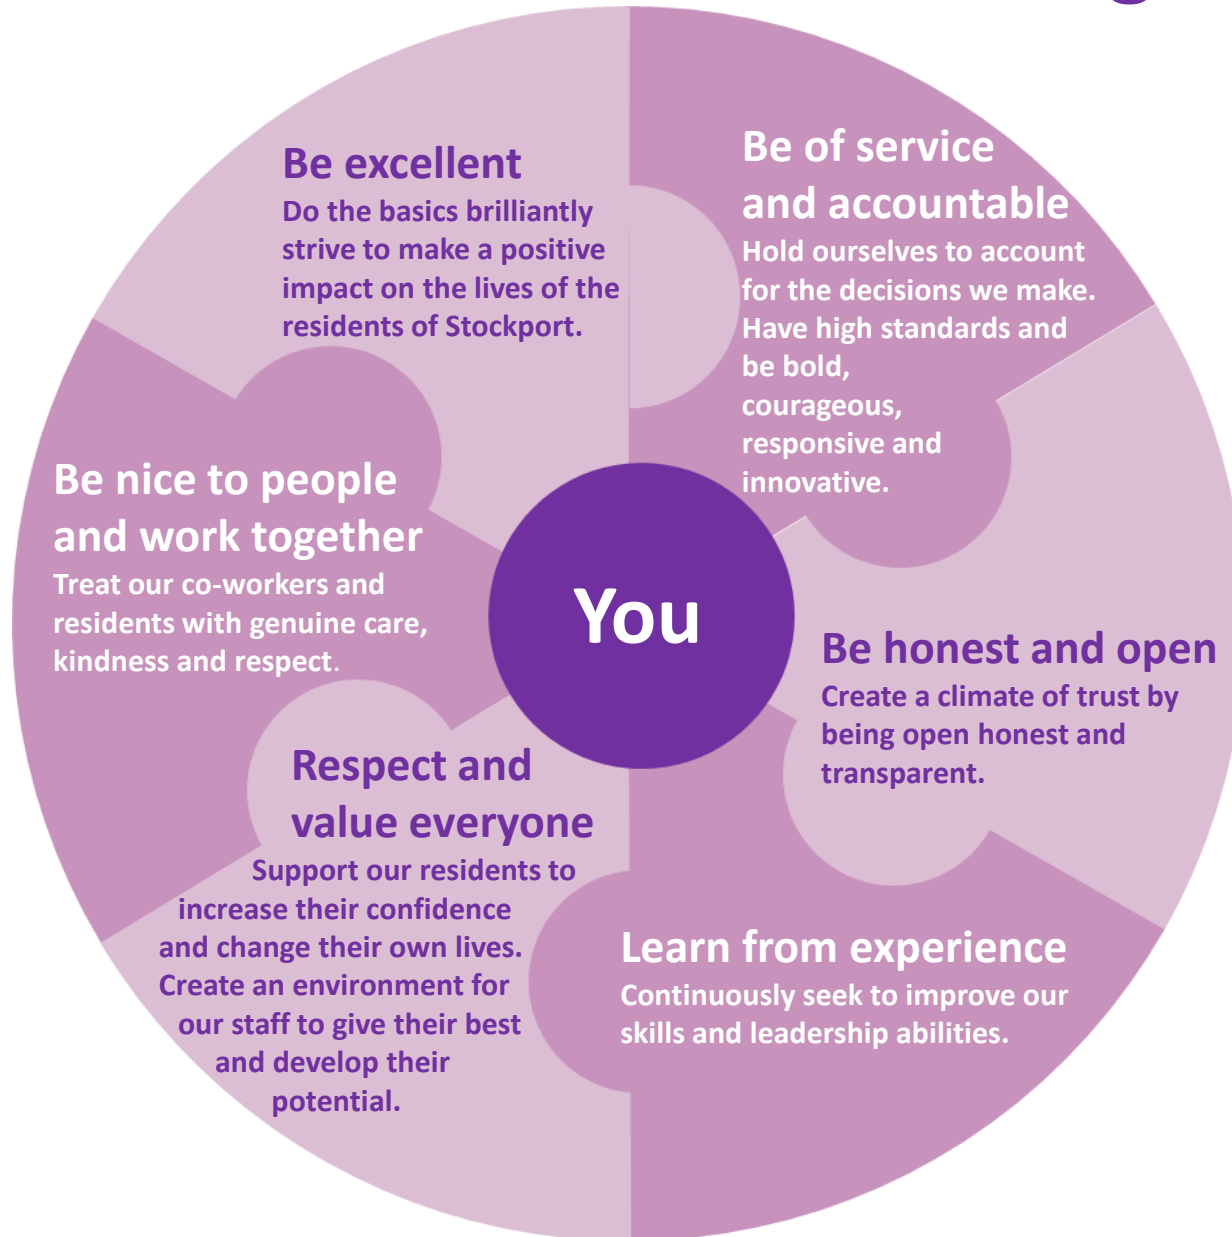 Be excellent
Do the basics brilliantly
strive to make a positive
impact on the lives of the
residents of Stockport.
Be of service
and accountable
Hold ourselves to account
for the decisions we make.
Have high standards and
be bold,
courageous,
responsive and
innovative.
Be nice to people
and work together
Treat our co-workers and
residents with genuine care,
kindness and respect.
You
Be honest and open
Create a climate of trust by
being open honest and
transparent.
Respect and
value everyone
Support our residents to
increase their confidence
and change their own lives.
Create an environment for
our staff to give their best
and develop their
potential.
Learn from experience
Continuously seek to improve our
skills and leadership abilities.